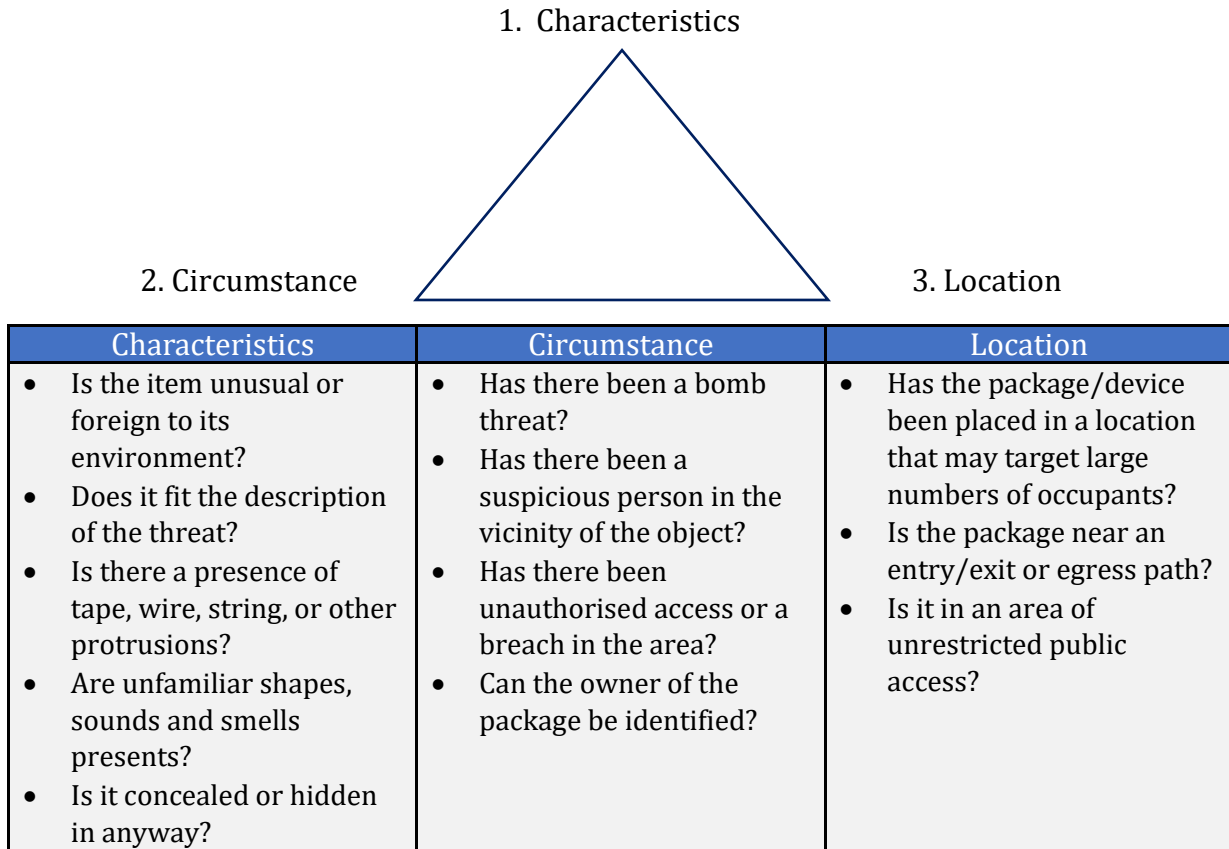 1. Characteristics
2. Circumstance
3. Location
Characteristics
• Is the item unusual or
foreign to its
environment?
• Does it fit the description
of the threat?
• Is there a presence of
tape, wire, string, or other
protrusions?
• Are unfamiliar shapes,
sounds and smells
presents?
• Is it concealed or hidden
in anyway?
Circumstance
• Has there been a bomb
threat?
• Has there been a
suspicious person in the
vicinity of the object?
• Has there been
unauthorised access or a
breach in the area?
• Can the owner of the
package be identified?
Location
• Has the package/device
been placed in a location
that may target large
numbers of occupants?
• Is the package near an
entry/exit or egress path?
• Is it in an area of
unrestricted public
access?